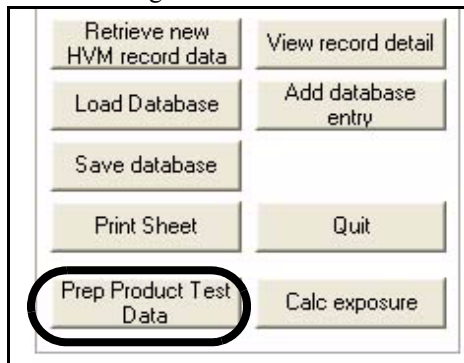 Retrieve new
HVM record data
View record detail
Load Database
Add database
entry
Save database
Print Sheet
Quit
Prep Product Test
Data
Calc exposure